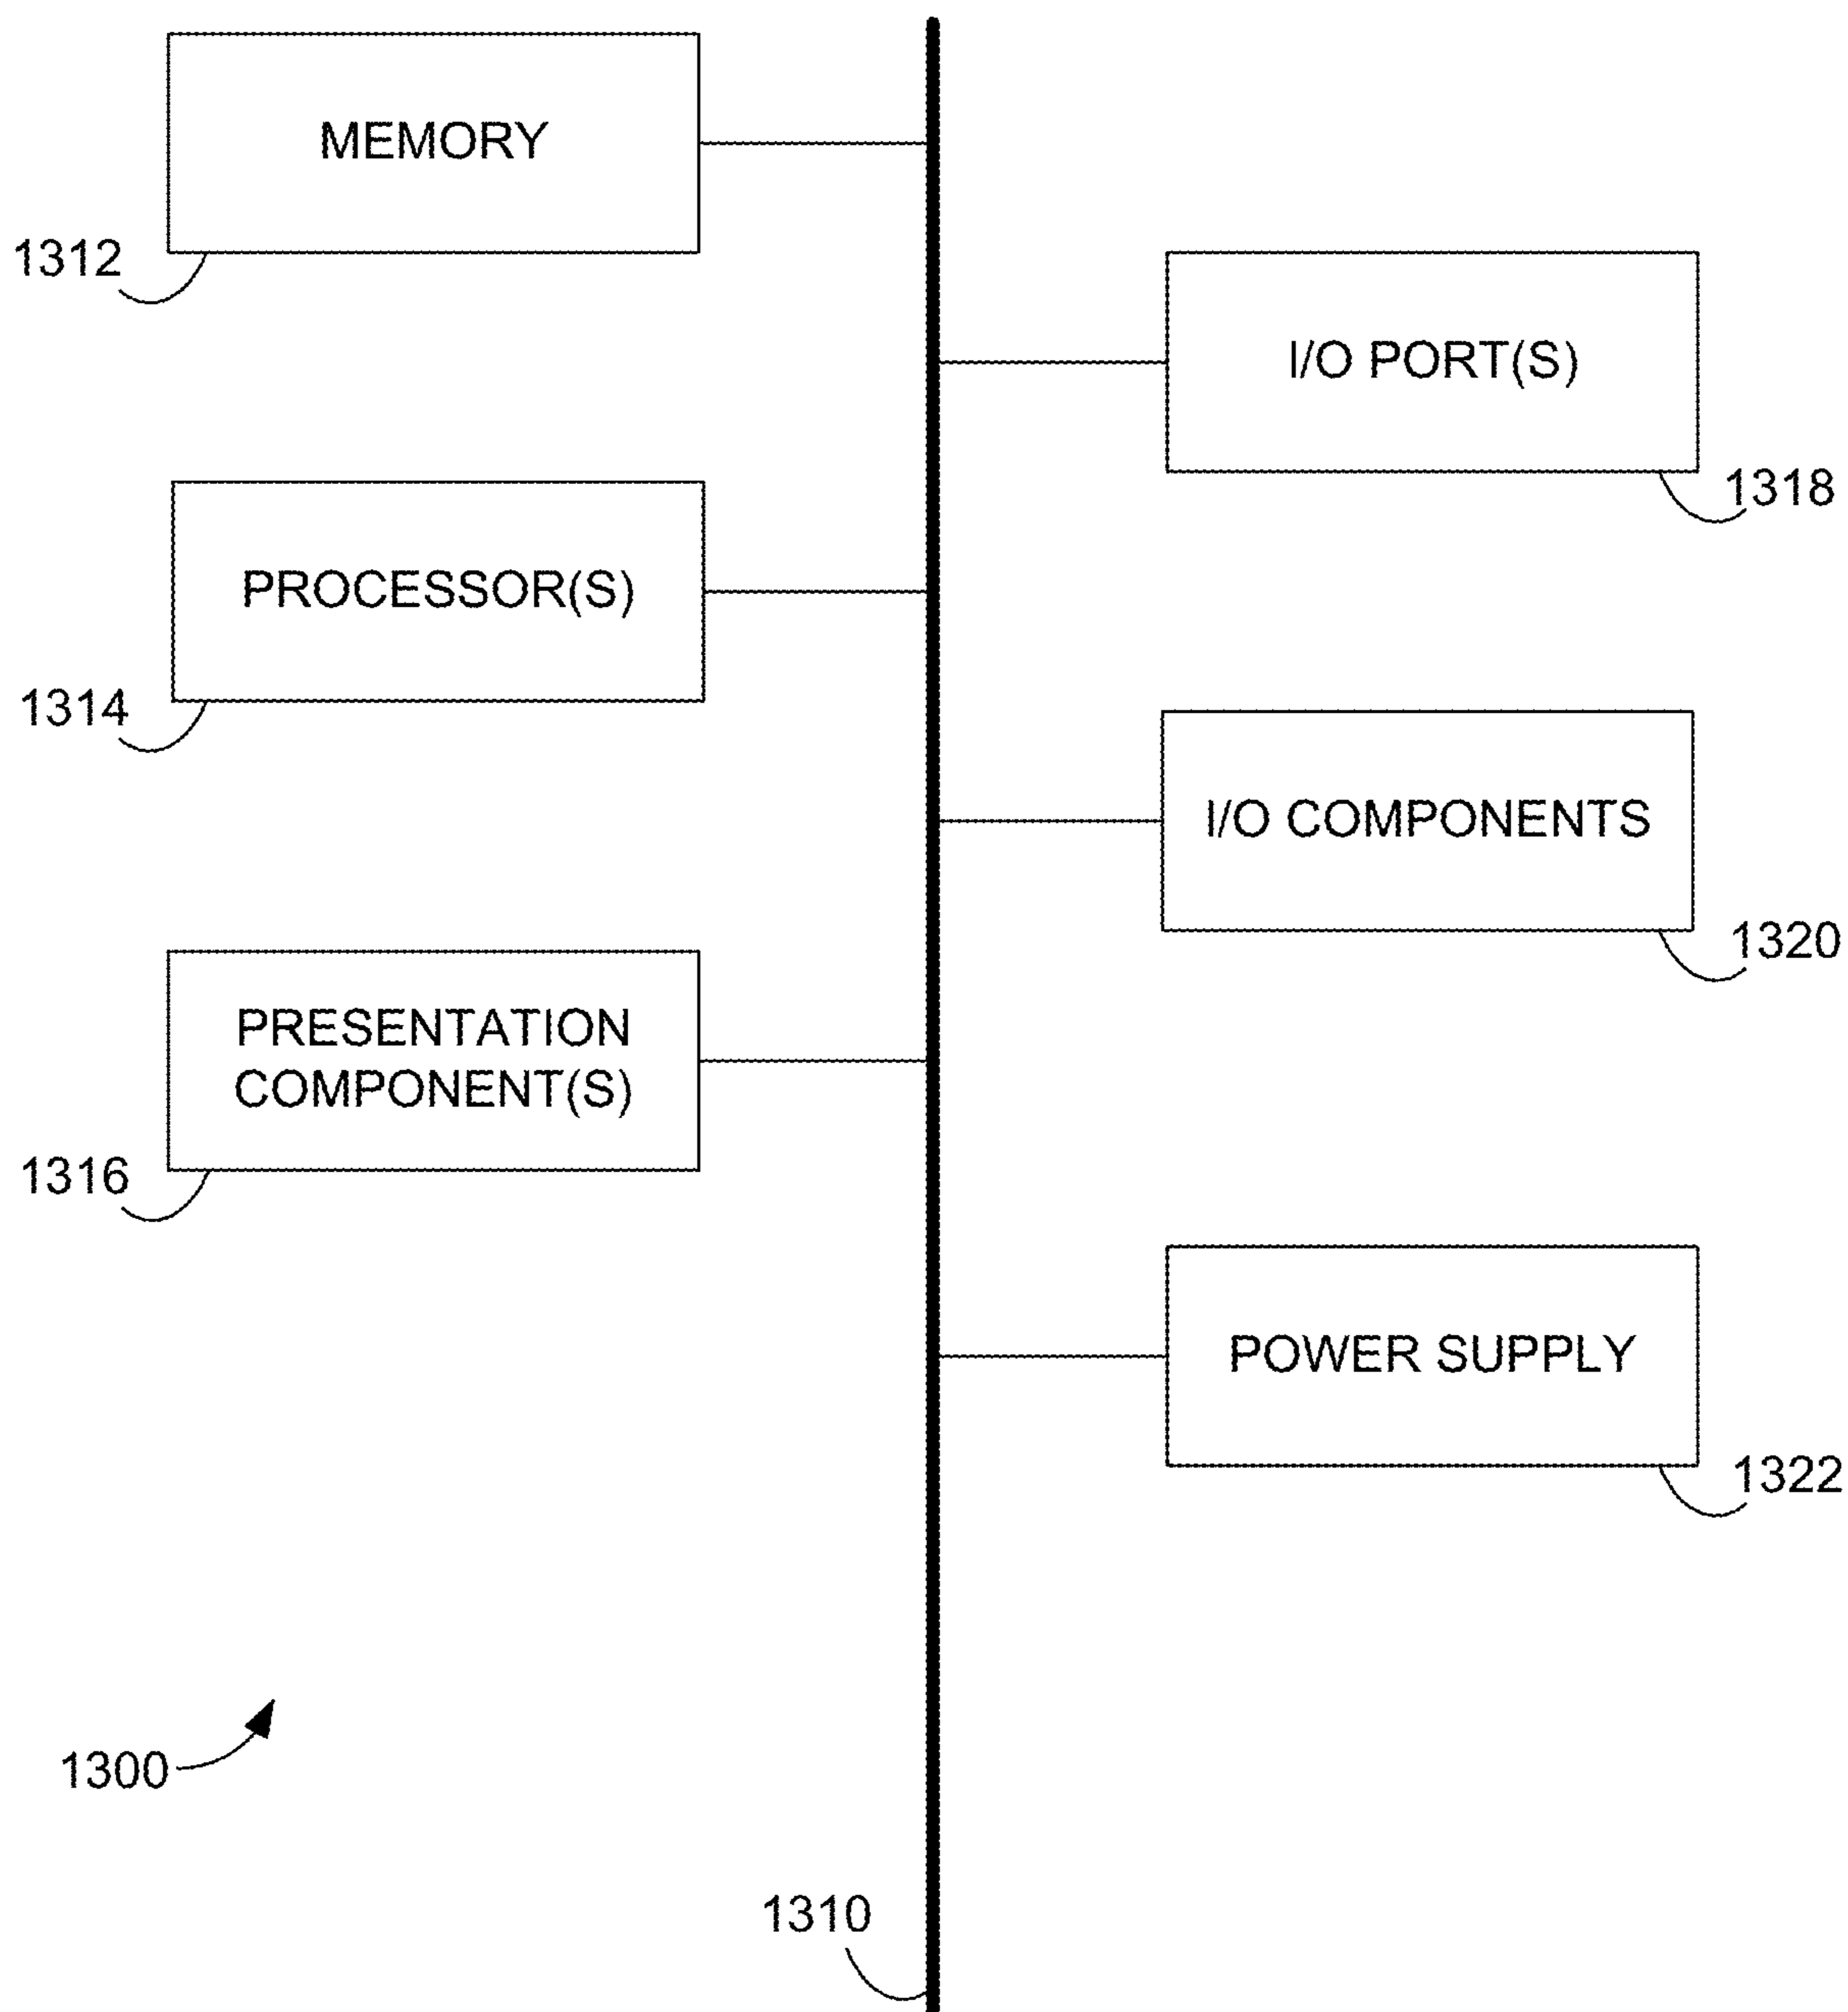 MEMORY
1312
I/O PORT(S)
1318
PROCESSOR(S)
1314
I/O COMPONENTS
1320
PRESENTATION
COMPONENT(S)
1316
POWER SUPPLY
1322
1300
1310